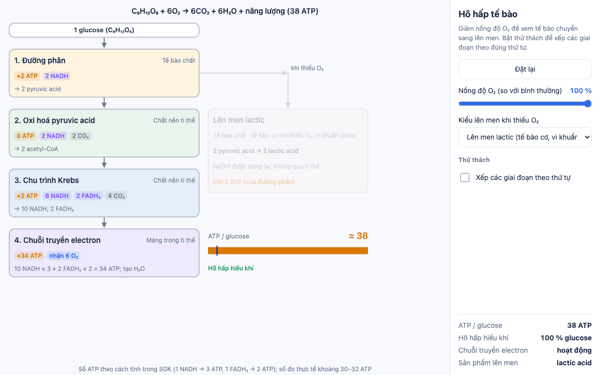 C₆H₁₂O₆ + 6O₂ → 6CO₂ + 6H₂O + năng lượng (38 ATP)
1 glucose (C₆H₁₂O₆)
1. Đường phân Tế bào chất
+2 ATP 2 NADH
→ 2 pyruvic acid
khi thiếu O₂
2. Oxi hoá pyruvic acid Chất nền ti thể
0 ATP 2 NADH 2 CO₂
→ 2 acetyl-CoA
Lên men lactic
Tế bào chất · tế bào cơ khi thiếu O₂, vi khuẩn lactic
2 pyruvic acid → 2 lactic acid
NADH được dùng lại, không qua ti thể
Chỉ 2 ATP (của đường phân)
3. Chu trình Krebs Chất nền ti thể
+2 ATP 6 NADH 2 FADH₂ 4 CO₂
→ 10 NADH, 2 FADH₂
4. Chuỗi truyền electron Màng trong ti thể
+34 ATP nhận 6 O₂
10 NADH × 3 + 2 FADH₂ × 2 = 34 ATP; tạo H₂O
ATP / glucose ≈ 38
Hô hấp hiếu khí
Số ATP theo cách tính trong SGK (1 NADH → 3 ATP, 1 FADH₂ → 2 ATP); số đo thực tế khoảng 30–32 ATP
Hô hấp tế bào
Giảm nồng độ O₂ để xem tế bào chuyển
sang lên men. Bật thử thách để xếp các giai
đoạn theo đúng thứ tự.
Đặt lại
Nồng độ O₂ (so với bình thường) 100 %
Kiểu lên men khi thiếu O₂
Lên men lactic (tế bào cơ, vi khuẩn
Thử thách
Xếp các giai đoạn theo thứ tự
ATP / glucose 38 ATP
Hô hấp hiếu khí 100 % glucose
Chuỗi truyền electron hoạt động
Sản phẩm lên men lactic acid